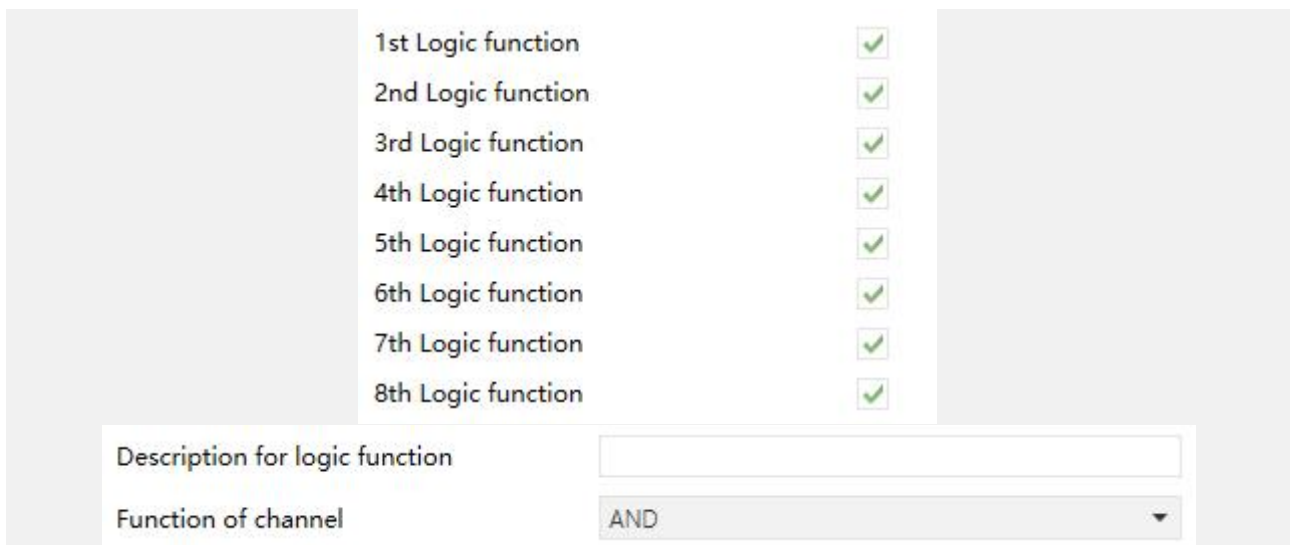 1st Logic function
2nd Logic function
3rd Logic function
4th Logic function
5th Logic function
6th Logic function
7th Logic function
8th Logic function
Description for logic function
Function of channel AND